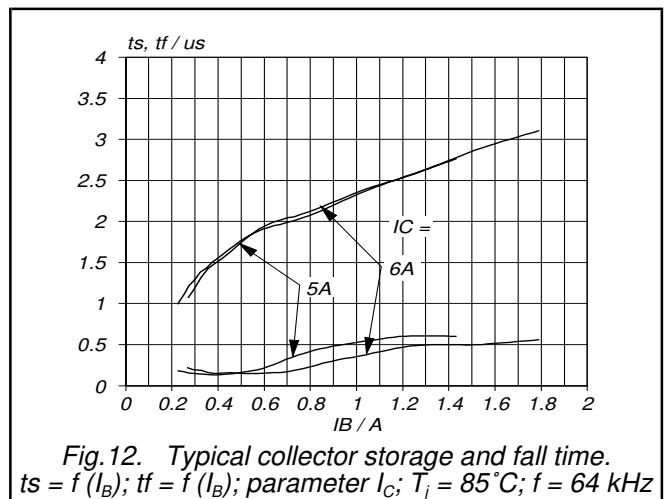 ts, tf / us
4
3.5
3
2.5
2
1.5
1
0.5
0
IC =
5A
6A
0 0.2 0.4 0.6 0.8 1 1.2 1.4 1.6 1.8 2
IB / A
Fig.12. Typical collector storage and fall time.
ts = f (IB); tf = f (IB); parameter IC; Tj = 85˚C; f = 64 kHz